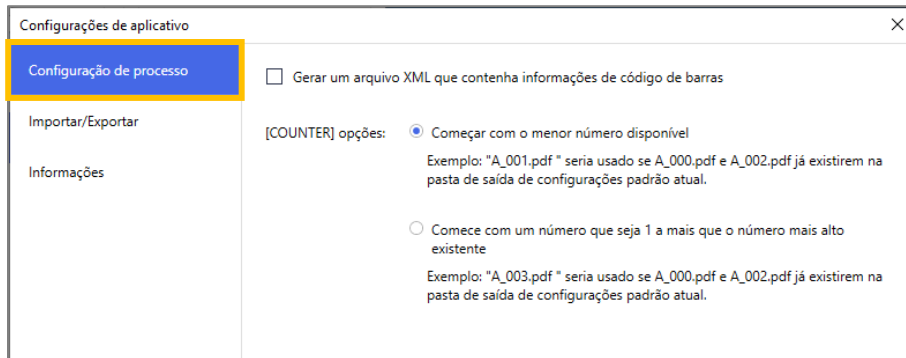 Configurações de aplicativo
Configuração de processo
Importar/Exportar
Informações
Gerar um arquivo XML que contenha informações de código de barras
[COUNTER] opções:
Começar com o menor número disponível
Exemplo: "A_001.pdf " seria usado se A_000.pdf e A_002.pdf já existirem na
pasta de saída de configurações padrão atual.
Comece com um número que seja 1 a mais que o número mais alto
existente
Exemplo: "A_003.pdf " seria usado se A_000.pdf e A_002.pdf já existirem na
pasta de saída de configurações padrão atual.